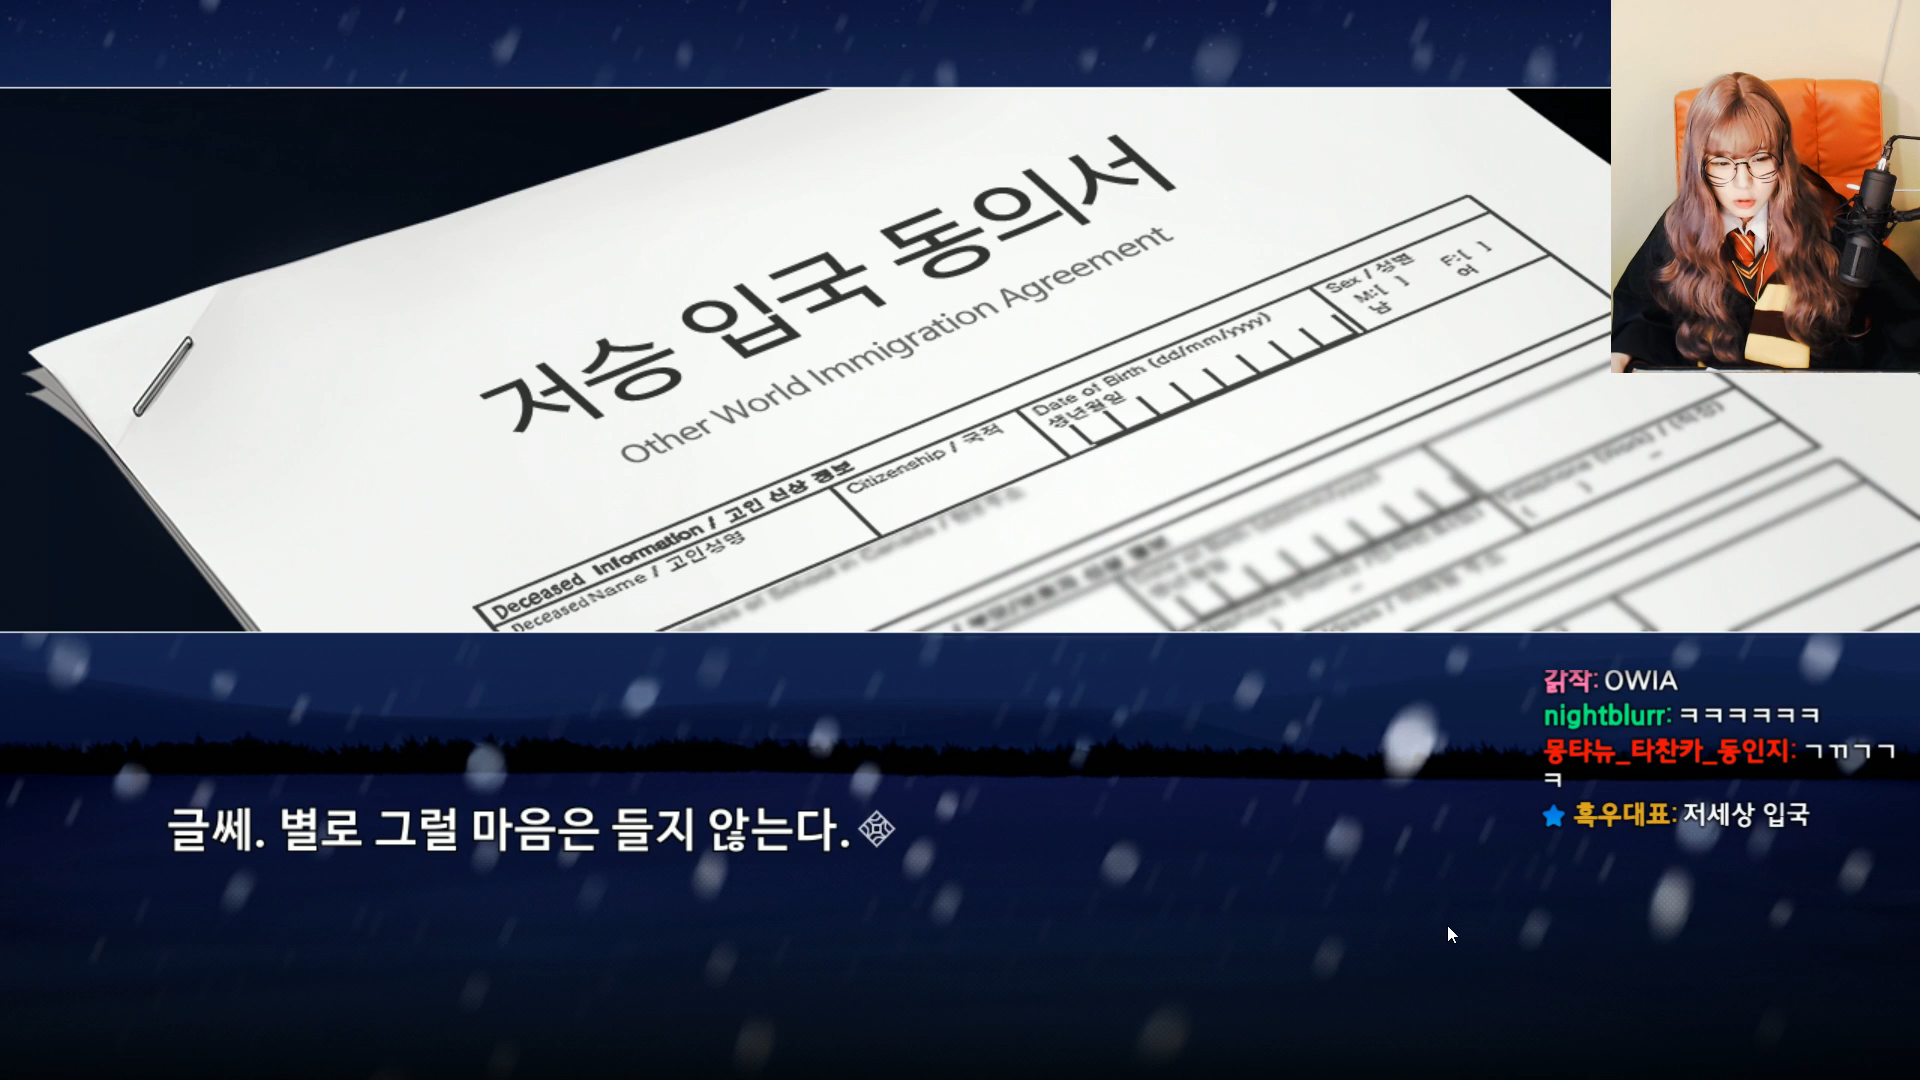 저승 입국 동의서
Other World Immigration Agreement
Deceased Information / 고인 신상 정보
Deceased Name / 고인성명
Citizenship / 국적
Date of Birth (dd/mm/yyyy)
생년월일
Sex / 성별
M:[ ] F:[ ]
남 여
갉작: OWIA
nightblurr: ㅋㅋㅋㅋㅋㅋ
몽탸뉴_타찬카_동인지: ㄱㄲㄱㄱ
ㅋ
흑우대표: 저세상 입국
글쎄. 별로 그럴 마음은 들지 않는다.